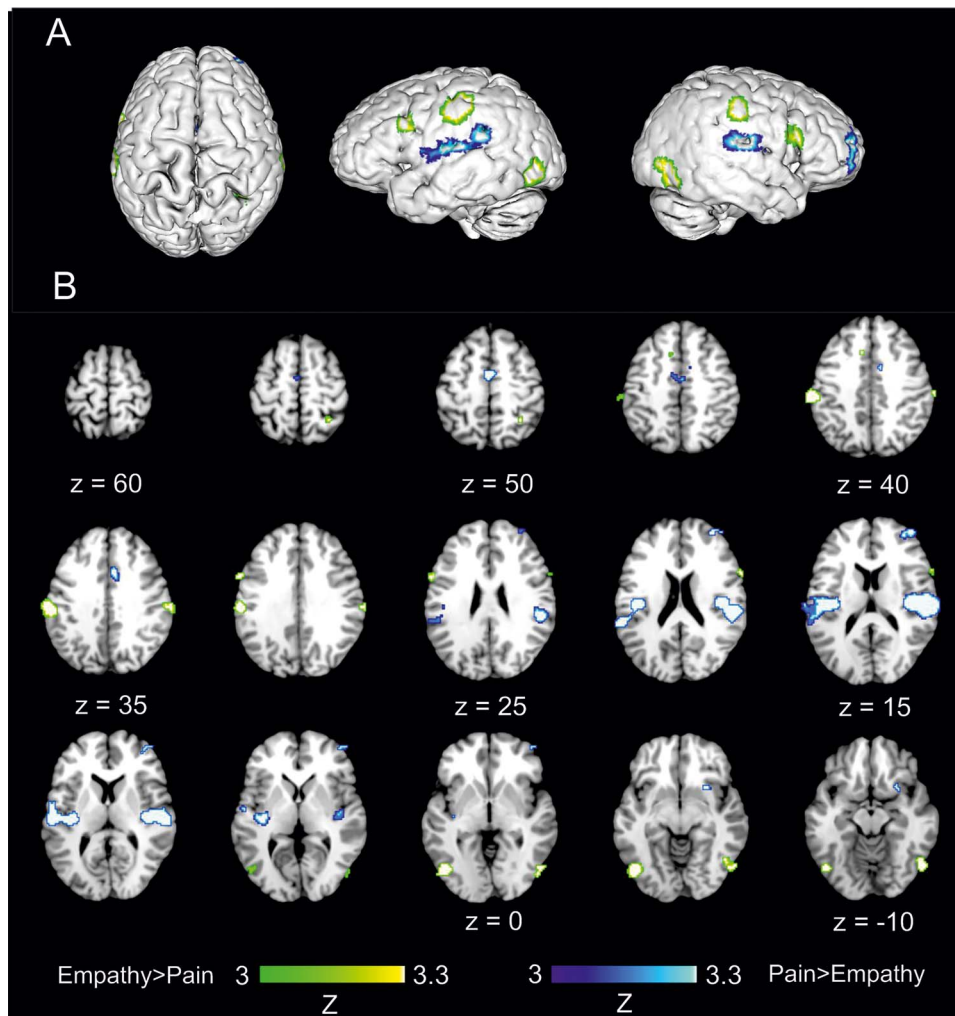 A
B
z = 60
z = 50
z = 40
z = 35
z = 25
z = 15
z = 0
z = -10
Empathy>Pain 3 3.3 3 3.3 Pain>Empathy
Z Z